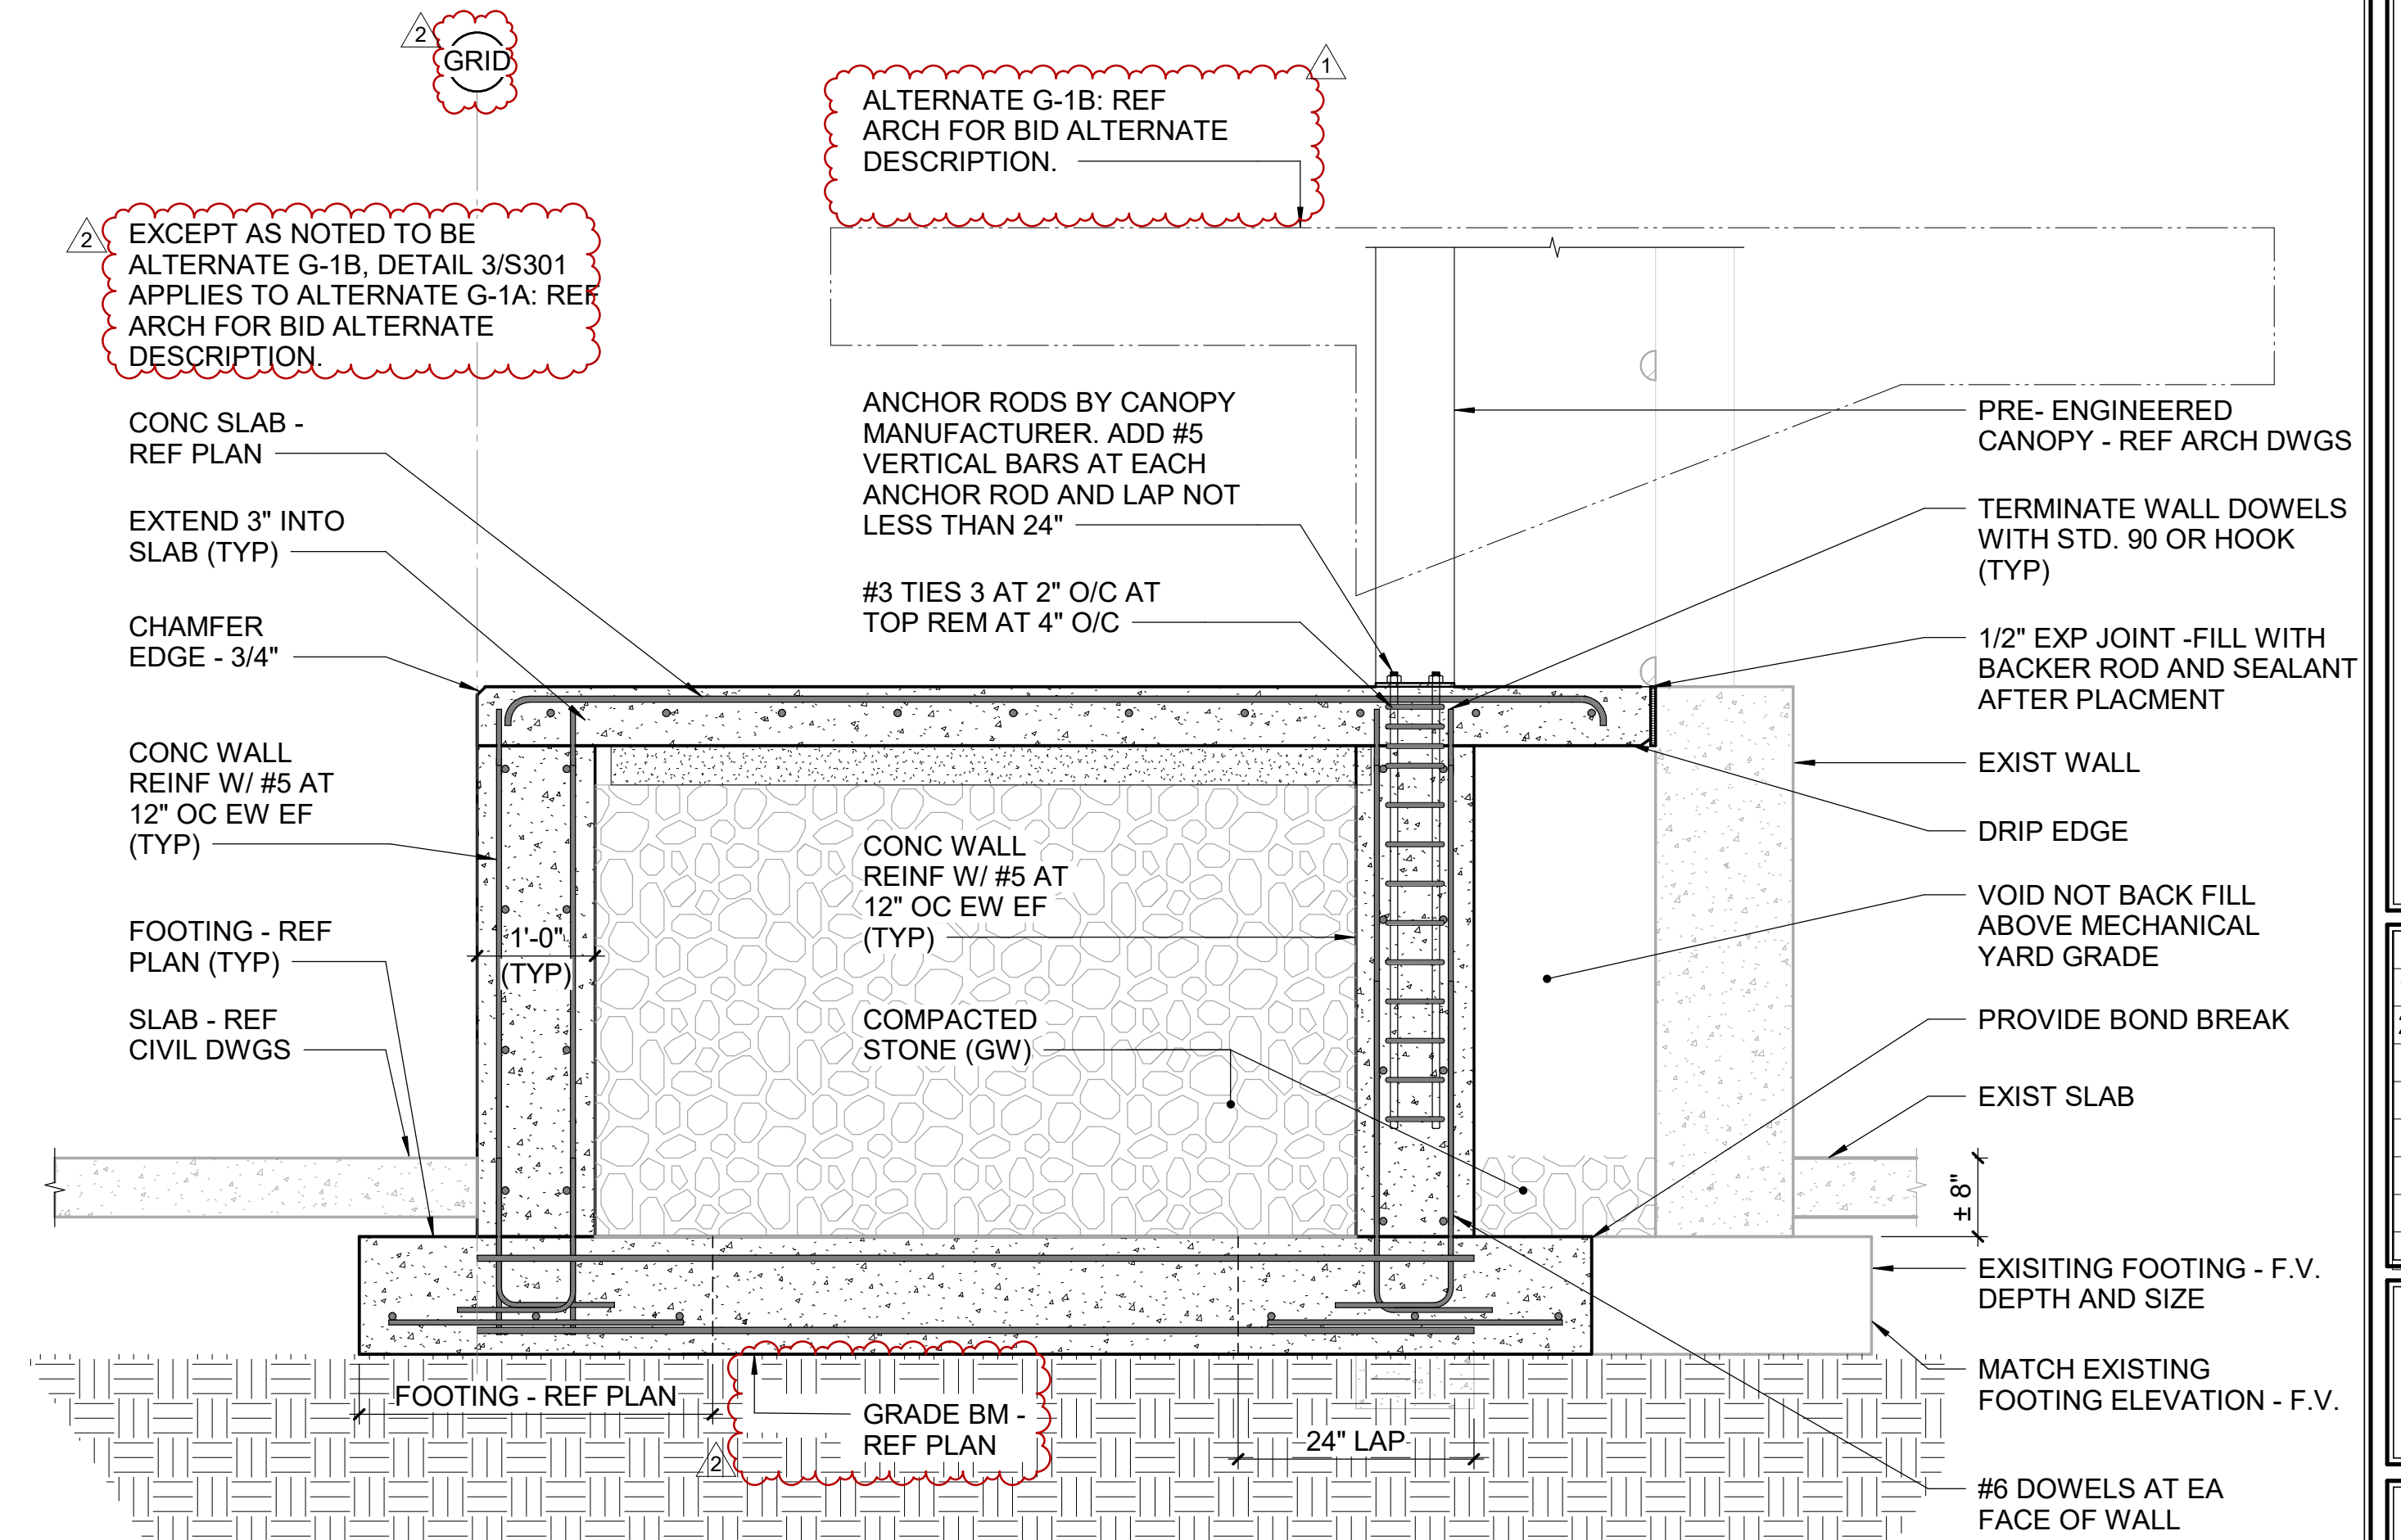 2
GRID
1
ALTERNATE G-1B: REF
ARCH FOR BID ALTERNATE
DESCRIPTION.
2
EXCEPT AS NOTED TO BE
ALTERNATE G-1B, DETAIL 3/S301
APPLIES TO ALTERNATE G-1A: REF
ARCH FOR BID ALTERNATE
DESCRIPTION.
CONC SLAB -
REF PLAN
EXTEND 3" INTO
SLAB (TYP)
CHAMFER
EDGE - 3/4"
CONC WALL
REINF W/ #5 AT
12" OC EW EF
(TYP)
FOOTING - REF
PLAN (TYP)
SLAB - REF
CIVIL DWGS
ANCHOR RODS BY CANOPY
MANUFACTURER. ADD #5
VERTICAL BARS AT EACH
ANCHOR ROD AND LAP NOT
LESS THAN 24"
#3 TIES 3 AT 2" O/C AT
TOP REM AT 4" O/C
1'-0"
(TYP)
CONC WALL
REINF W/ #5 AT
12" OC EW EF
(TYP)
COMPACTED
STONE (GW)
PRE- ENGINEERED
CANOPY - REF ARCH DWGS
TERMINATE WALL DOWELS
WITH STD. 90 OR HOOK
(TYP)
1/2" EXP JOINT -FILL WITH
BACKER ROD AND SEALANT
AFTER PLACMENT
EXIST WALL
DRIP EDGE
VOID NOT BACK FILL
ABOVE MECHANICAL
YARD GRADE
PROVIDE BOND BREAK
EXIST SLAB
± 8"
EXISITING FOOTING - F.V.
DEPTH AND SIZE
MATCH EXISTING
FOOTING ELEVATION - F.V.
#6 DOWELS AT EA
FACE OF WALL
FOOTING - REF PLAN
2
GRADE BM -
REF PLAN
24" LAP